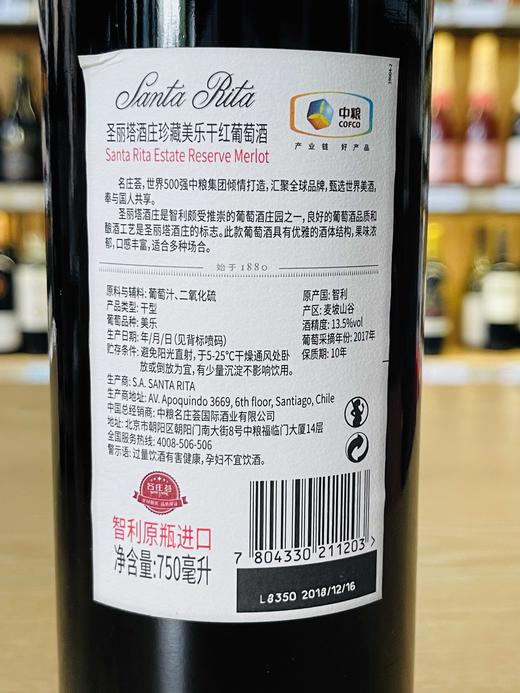 Santa Rita
中粮
COFCO
产业链 好产品
圣丽塔酒庄珍藏美乐干红葡萄酒
Santa Rita Estate Reserve Merlot
名庄荟，世界500强中粮集团倾情打造，汇聚全球品牌，甄选世界美酒，
奉与国人共享。
圣丽塔酒庄是智利颇受推崇的葡萄酒庄园之一，良好的葡萄酒品质和
酿酒工艺是圣丽塔酒庄的标志。此款葡萄酒具有优雅的酒体结构，果味浓
郁，口感丰富，适合多种场合。
始于1880
原料与辅料：葡萄汁、二氧化硫
产品类型：干型
葡萄品种：美乐
生产日期：年/月/日（见背标喷码）
原产国：智利
产区：麦坡山谷
酒精度：13.5%vol
葡萄采摘年份：2017年
保质期：10年
贮存条件：避免阳光直射，于5-25℃干燥通风处卧
放或倒放为宜，有少量沉淀不影响饮用。
生产商：S.A. SANTA RITA
生产商地址：AV. Apoquindo 3669, 6th floor, Santiago, Chile
中国总经销商：中粮名庄荟国际酒业有限公司
地址：北京市朝阳区朝阳门南大街8号中粮福临门大厦14层
全国服务热线：4008-506-506
警示语：过量饮酒有害健康，孕妇不宜饮酒。
名庄荟
智利原瓶进口
净含量:750毫升
7 804330 211203
L8350 2018/12/16